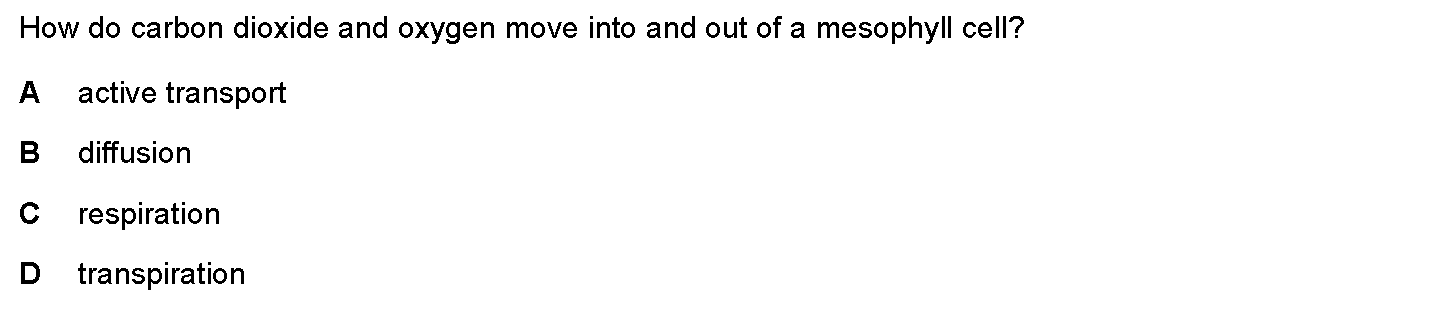 How do carbon dioxide and oxygen move into and out of a mesophyll cell?
A active transport
B diffusion
C respiration
D transpiration